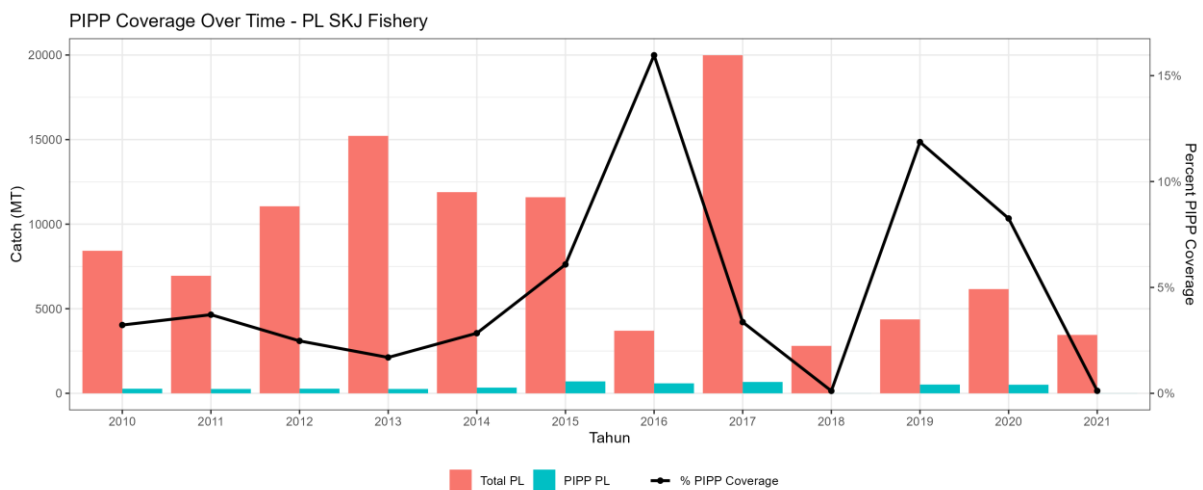 PIPP Coverage Over Time - PL SKJ Fishery
20000
15000
10000
5000
0
Catch (MT)
15%
10%
5%
0%
Percent PIPP Coverage
2010 2011 2012 2013 2014 2015 2016 2017 2018 2019 2020 2021
Tahun
Total PL PIPP PL % PIPP Coverage